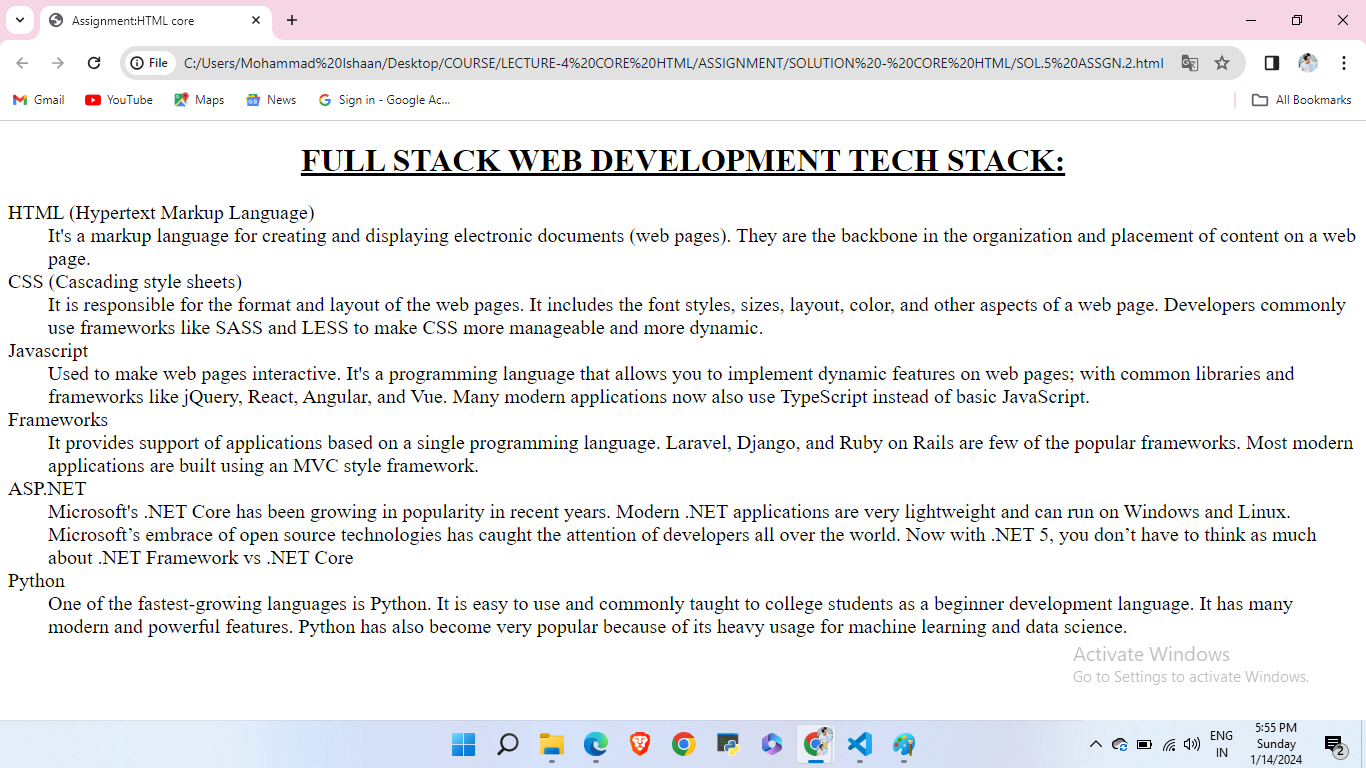 Assignment:HTML core
File
C:/Users/Mohammad%20Ishaan/Desktop/COURSE/LECTURE-4%20CORE%20HTML/ASSIGNMENT/SOLUTION%20-%20CORE%20HTML/SOL.5%20ASSGN.2.html
Gmail
YouTube
Maps
News
Sign in - Google Ac...
All Bookmarks
FULL STACK WEB DEVELOPMENT TECH STACK:
HTML (Hypertext Markup Language)
It's a markup language for creating and displaying electronic documents (web pages). They are the backbone in the organization and placement of content on a web
page.
CSS (Cascading style sheets)
It is responsible for the format and layout of the web pages. It includes the font styles, sizes, layout, color, and other aspects of a web page. Developers commonly
use frameworks like SASS and LESS to make CSS more manageable and more dynamic.
Javascript
Used to make web pages interactive. It's a programming language that allows you to implement dynamic features on web pages; with common libraries and
frameworks like jQuery, React, Angular, and Vue. Many modern applications now also use TypeScript instead of basic JavaScript.
Frameworks
It provides support of applications based on a single programming language. Laravel, Django, and Ruby on Rails are few of the popular frameworks. Most modern
applications are built using an MVC style framework.
ASP.NET
Microsoft's .NET Core has been growing in popularity in recent years. Modern .NET applications are very lightweight and can run on Windows and Linux.
Microsoft’s embrace of open source technologies has caught the attention of developers all over the world. Now with .NET 5, you don’t have to think as much
about .NET Framework vs .NET Core
Python
One of the fastest-growing languages is Python. It is easy to use and commonly taught to college students as a beginner development language. It has many
modern and powerful features. Python has also become very popular because of its heavy usage for machine learning and data science.
Activate Windows
Go to Settings to activate Windows.
ENG
IN
5:55 PM
Sunday
1/14/2024
2